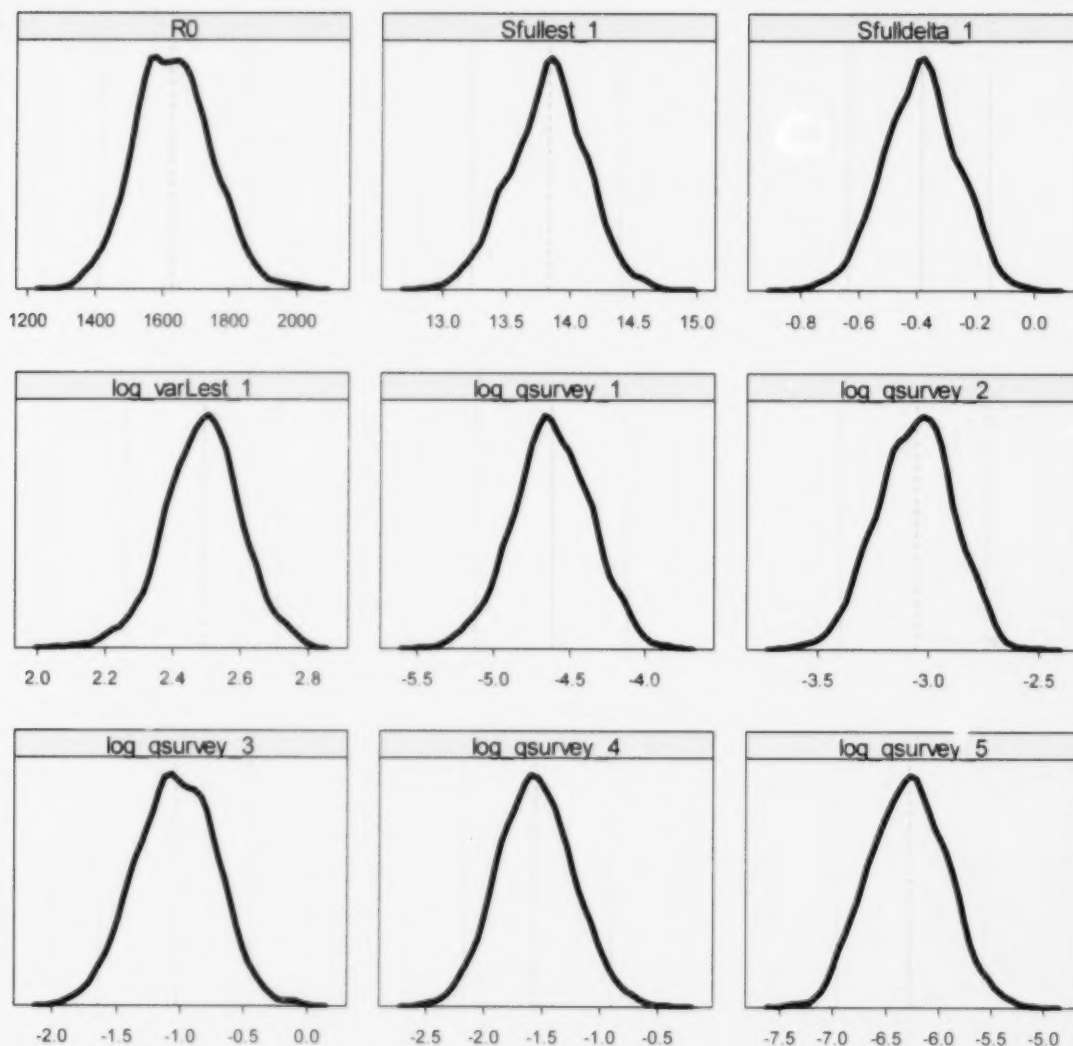 R0
Sfullest_1
Sfulldelta_1
1200 1400 1600 1800 2000
13.0 13.5 14.0 14.5 15.0
-0.8 -0.6 -0.4 -0.2 0.0
log_varLest_1
log_qsurvey_1
log_qsurvey_2
2.0 2.2 2.4 2.6 2.8
-5.5 -5.0 -4.5 -4.0
-3.5 -3.0 -2.5
log_qsurvey_3
log_qsurvey_4
log_qsurvey_5
-2.0 -1.5 -1.0 -0.5 0.0
-2.5 -2.0 -1.5 -1.0 -0.5
-7.5 -7.0 -6.5 -6.0 -5.5 -5.0